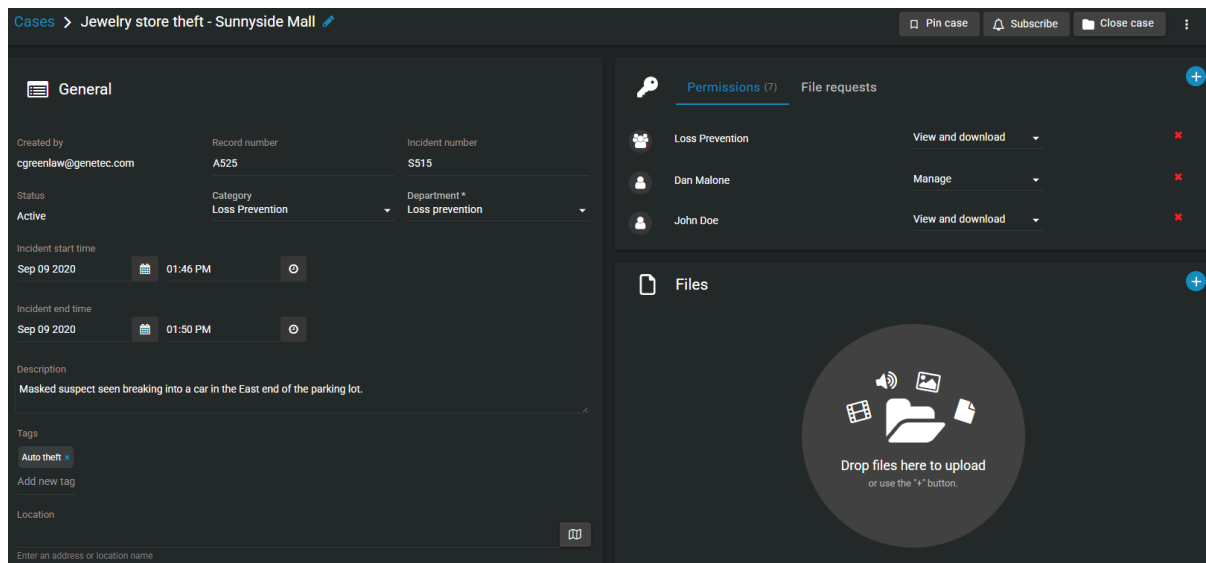 Cases > Jewelry store theft - Sunnyside Mall
Pin case
Subscribe
Close case
General
Created by
Record number
Incident number
cgreenlaw@genetec.com
A525
S515
Status
Category
Department *
Active
Loss Prevention
Loss prevention
Incident start time
Sep 09 2020
01:46 PM
Incident end time
Sep 09 2020
01:50 PM
Description
Masked suspect seen breaking into a car in the East end of the parking lot.
Tags
Auto theft ×
Add new tag
Location
Enter an address or location name
Permissions (7)
File requests
Loss Prevention
View and download
Dan Malone
Manage
John Doe
View and download
Files
Drop files here to upload
or use the "+" button.